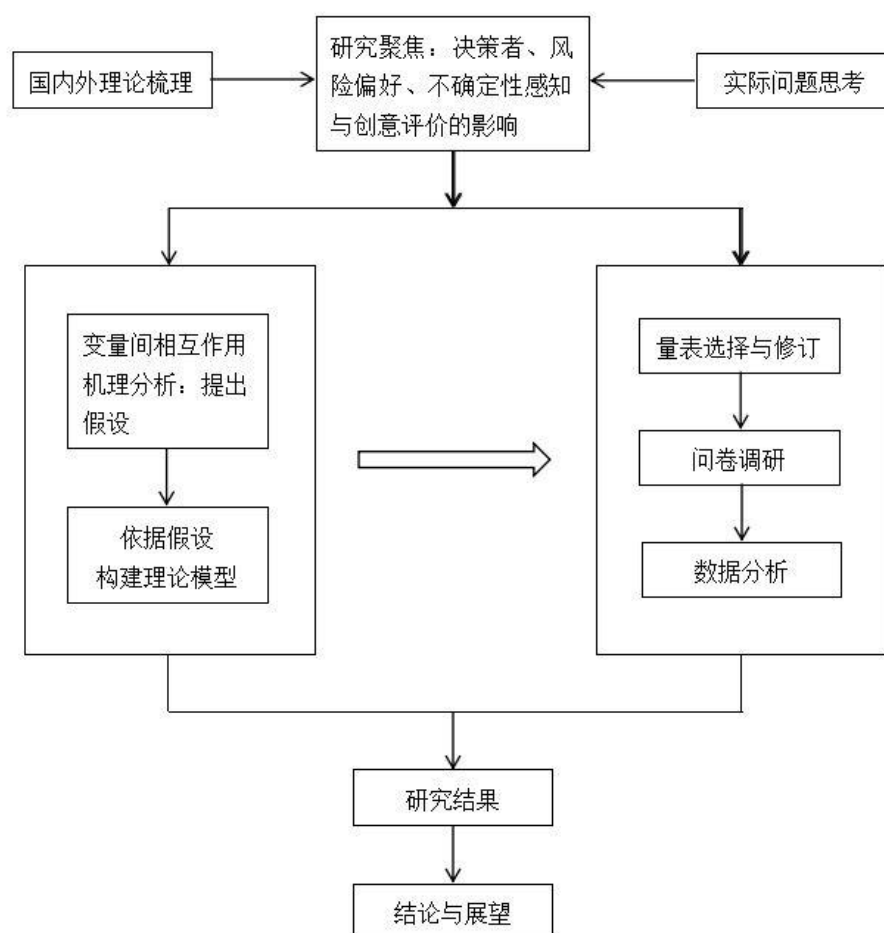 国内外理论梳理
研究聚焦：决策者、风
险偏好、不确定性感知
与创意评价的影响
实际问题思考
变量间相互作用
机理分析：提出
假设
依据假设
构建理论模型
量表选择与修订
问卷调研
数据分析
研究结果
结论与展望